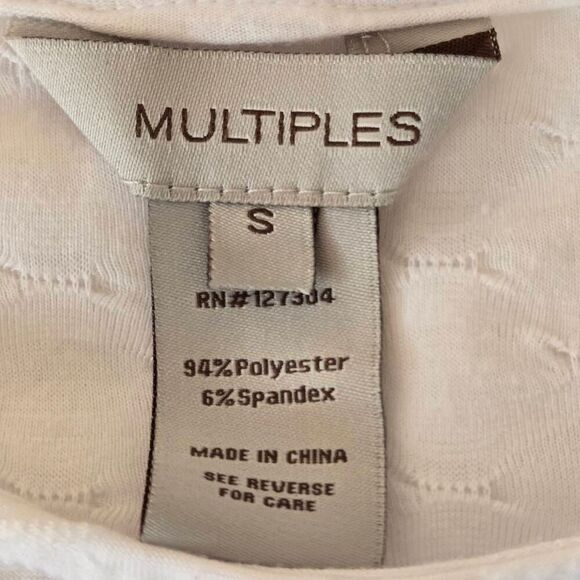 MULTIPLES
S
RN#127304
94%Polyester
6%Spandex
MADE IN CHINA
SEE REVERSE
FOR CARE